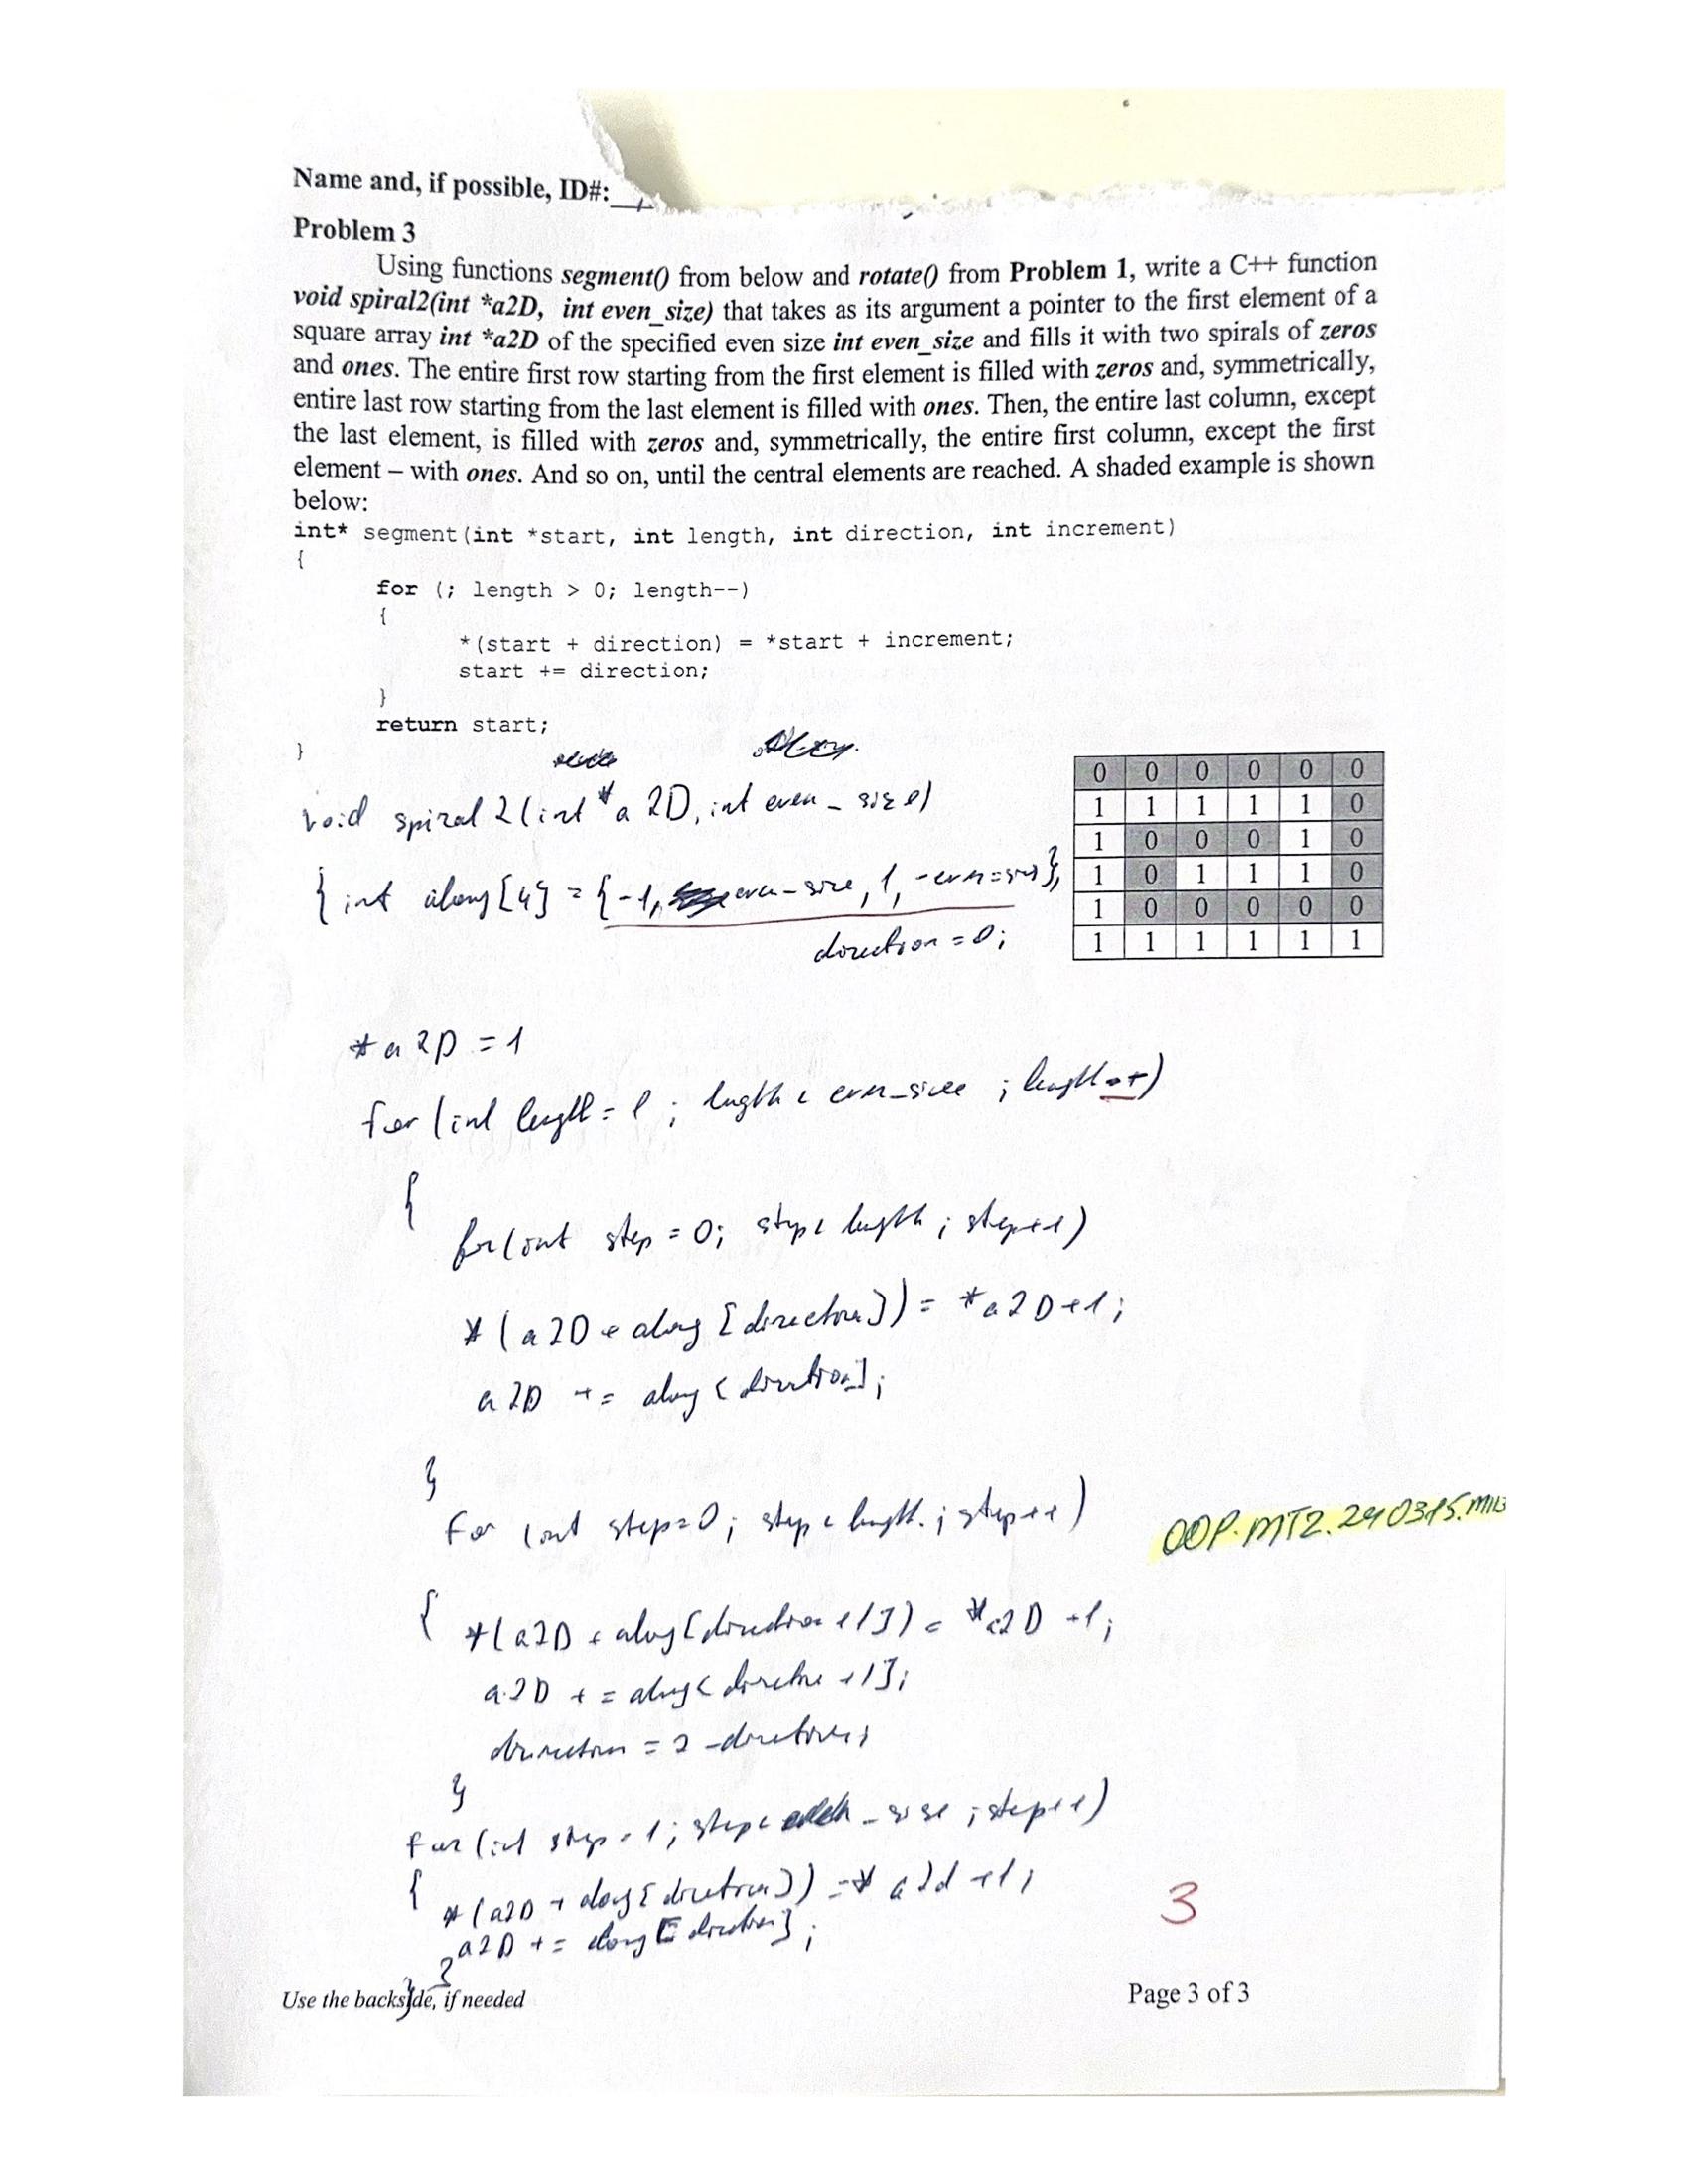 Name and, if possible, ID#:
Problem 3
Using functions segment() from below and rotate() from Problem 1, write a C++ function
void spiral2(int *a2D, int even_size) that takes as its argument a pointer to the first element of a
square array int *a2D of the specified even size int even_size and fills it with two spirals of zeros
and ones. The entire first row starting from the first element is filled with zeros and, symmetrically,
entire last row starting from the last element is filled with ones. Then, the entire last column, except
the last element, is filled with zeros and, symmetrically, the entire first column, except the first
element – with ones. And so on, until the central elements are reached. A shaded example is shown
below:
int* segment(int *start, int length, int direction, int increment)
{
for (; length > 0; length--)
{
*(start + direction) = *start + increment;
start += direction;
}
return start;
}
0 0 0 0 0 0
1 1 1 1 1 0
1 0 0 0 1 0
1 0 1 1 1 0
1 0 0 0 0 0
1 1 1 1 1 1
void spiral 2(int * a 2D, int even_size)
{ int along[4] = {-1, even-size, 1, -even=size},
direction = 0;
*a2D = 1
for (int length = 1; length < even_size ; length++)
{
for(int step = 0; step < length ; step++)
*(a2D + along[direction]) = *a2D+1;
a2D += along[direction];
}
for (int step=0; step < length ; step++)
{ *(a2D + along[direction+1]) = *a2D +1;
a2D += along[direction +1];
direction = 2 -direction;
}
for (int step = 1; step < _size ; step++)
{ *(a2D + along[direction]) = * a2d +1;
a2D += along[direction];
}
}
OOP.MT2.240315.
3
Use the backside, if needed
Page 3 of 3